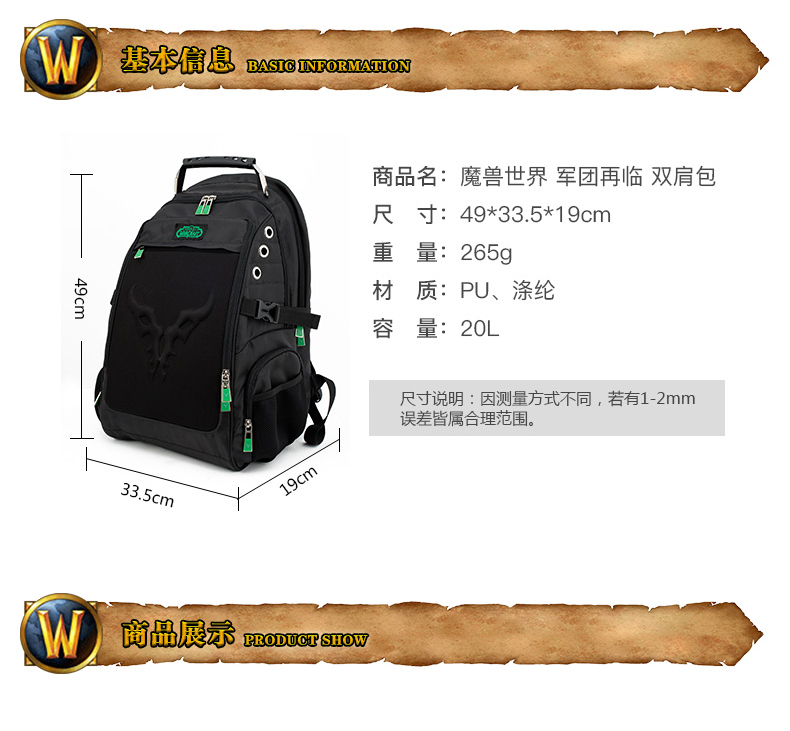 基本信息 BASIC INFORMATION
商品名：魔兽世界 军团再临 双肩包
尺 寸：49*33.5*19cm
重 量：265g
材 质：PU、涤纶
容 量：20L
尺寸说明：因测量方式不同，若有1-2mm
误差皆属合理范围。
49cm
33.5cm
19cm
商品展示 PRODUCT SHOW